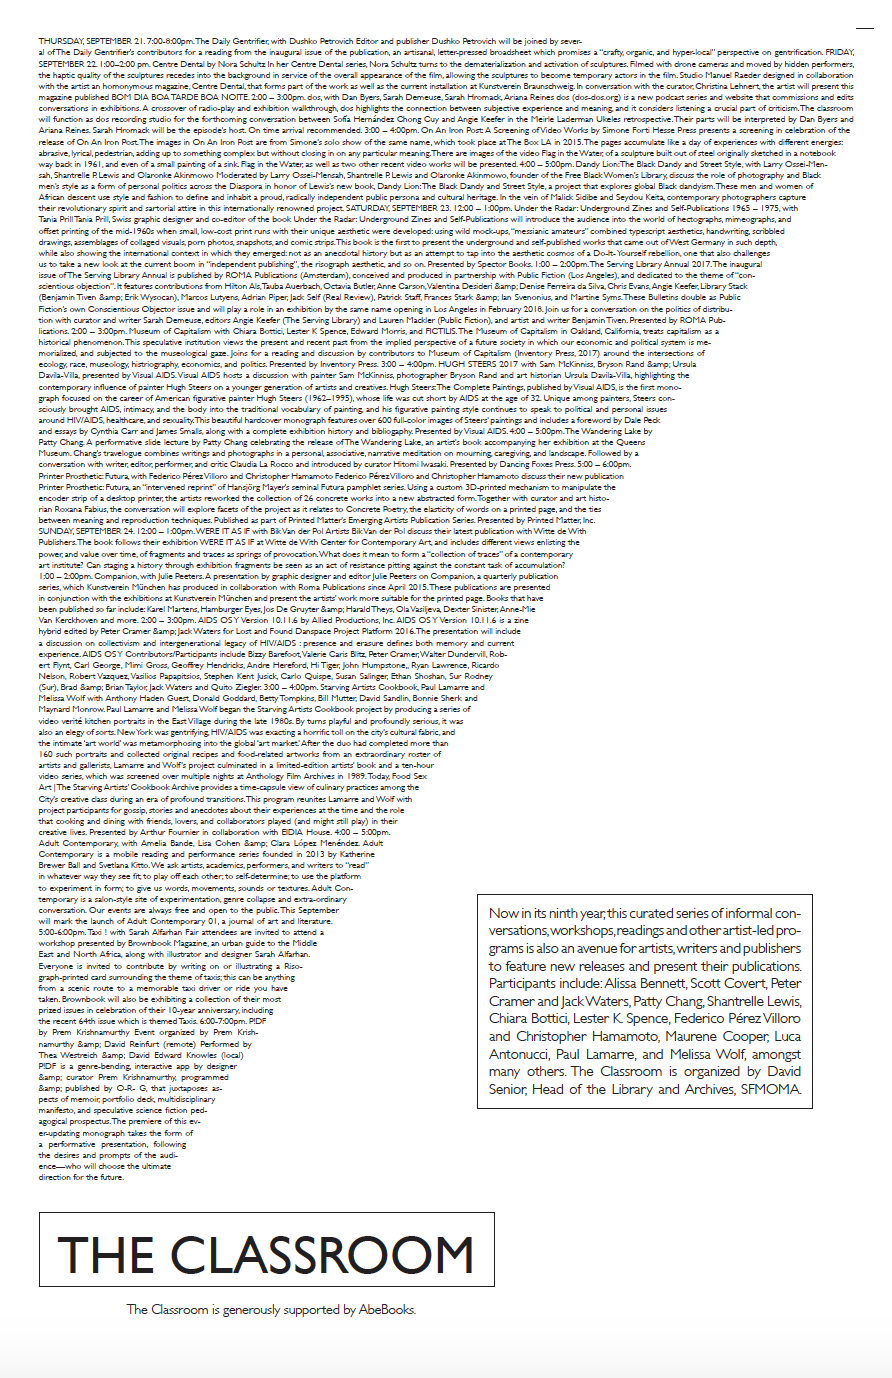 THURSDAY, SEPTEMBER 21. 7:00-8:00pm. The Daily Gentrifier, with Dushko Petrovich Editor and publisher Dushko Petrovich will be joined by sever-
al of The Daily Gentrifier's contributors for a reading from the inaugural issue of the publication, an artisanal, letter-pressed broadsheet which promises a "crafty, organic, and hyper-local" perspective on gentrification. FRIDAY,
SEPTEMBER 22. 1:00–2:00 pm. Centre Dental by Nora Schultz In her Centre Dental series, Nora Schultz turns to the dematerialization and activation of sculptures. Filmed with drone cameras and moved by hidden performers,
the haptic quality of the sculptures recedes into the background in service of the overall appearance of the film, allowing the sculptures to become temporary actors in the film. Studio Manuel Raeder designed in collaboration
with the artist an homonymous magazine, Centre Dental, that forms part of the work as well as the current installation at Kunstverein Braunschweig. In conversation with the curator, Christina Lehnert, the artist will present this
magazine published BOM DIA BOA TARDE BOA NOITE. 2:00 – 3:00pm. dos, with Dan Byers, Sarah Demeuse, Sarah Hromack, Ariana Reines dos (dos-dos.org) is a new podcast series and website that commissions and edits
conversations in exhibitions. A crossover of radio-play and exhibition walkthrough, dos highlights the connection between subjective experience and meaning, and it considers listening a crucial part of criticism. The classroom
will function as dos recording studio for the forthcoming conversation between Sofía Hernández Chong Cuy and Angie Keefer in the Meirle Laderman Ukeles retrospective. Their parts will be interpreted by Dan Byers and
Ariana Reines. Sarah Hromack will be the episode's host. On time arrival recommended. 3:00 – 4:00pm. On An Iron Post A Screening of Video Works by Simone Forti Hesse Press presents a screening in celebration of the
release of On An Iron Post. The images in On An Iron Post are from Simone's solo show of the same name, which took place at The Box LA in 2015. The pages accumulate like a day of experiences with different energies:
abrasive, lyrical, pedestrian, adding up to something complex but without closing in on any particular meaning. There are images of the video Flag in the Water, of a sculpture built out of steel originally sketched in a notebook
way back in 1961, and even of a small painting of a sink. Flag in the Water, as well as two other recent video works will be presented. 4:00 – 5:00pm. Dandy Lion: The Black Dandy and Street Style, with Larry Ossei-Men-
sah, Shantrelle P. Lewis and Olaronke Akinmowo Moderated by Larry Ossei-Mensah, Shantrelle P. Lewis and Olaronke Akinmowo, founder of the Free Black Women's Library, discuss the role of photography and Black
men's style as a form of personal politics across the Diaspora in honor of Lewis's new book, Dandy Lion: The Black Dandy and Street Style, a project that explores global Black dandyism. These men and women of
African descent use style and fashion to define and inhabit a proud, radically independent public persona and cultural heritage. In the vein of Malick Sidibe and Seydou Keita, contemporary photographers capture
their revolutionary spirit and sartorial attire in this internationally renowned project. SATURDAY, SEPTEMBER 23. 12:00 – 1:00pm. Under the Radar: Underground Zines and Self-Publications 1965 – 1975, with
Tania Prill Tania Prill, Swiss graphic designer and co-editor of the book Under the Radar: Underground Zines and Self-Publications will introduce the audience into the world of hectographs, mimeographs, and
offset printing of the mid-1960s when small, low-cost print runs with their unique aesthetic were developed: using wild mock-ups, "messianic amateurs" combined typescript aesthetics, handwriting, scribbled
drawings, assemblages of collaged visuals, porn photos, snapshots, and comic strips. This book is the first to present the underground and self-published works that came out of West Germany in such depth,
while also showing the international context in which they emerged: not as an anecdotal history but as an attempt to tap into the aesthetic cosmos of a Do-It- Yourself rebellion, one that also challenges
us to take a new look at the current boom in "independent publishing", the risograph aesthetic, and so on. Presented by Spector Books. 1:00 – 2:00pm. The Serving Library Annual 2017. The inaugural
issue of The Serving Library Annual is published by ROMA Publications (Amsterdam), conceived and produced in partnership with Public Fiction (Los Angeles), and dedicated to the theme of "con-
scientious objection". It features contributions from Hilton Als, Tauba Auerbach, Octavia Butler, Anne Carson, Valentina Desideri &amp; Denise Ferreira da Silva, Chris Evans, Angie Keefer, Library Stack
(Benjamin Tiven &amp; Erik Wysocan), Marcos Lutyens, Adrian Piper, Jack Self (Real Review), Patrick Staff, Frances Stark &amp; Ian Svenonius, and Martine Syms. These Bulletins double as Public
Fiction's own Conscientious Objector issue and will play a role in an exhibition by the same name opening in Los Angeles in February 2018. Join us for a conversation on the politics of distribu-
tion with curator and writer Sarah Demeuse, editors Angie Keefer (The Serving Library) and Lauren Mackler (Public Fiction), and artist and writer Benjamin Tiven. Presented by ROMA Pub-
lications. 2:00 – 3:00pm. Museum of Capitalism with Chiara Bottici, Lester K Spence, Edward Morris, and FICTILIS. The Museum of Capitalism in Oakland, California, treats capitalism as a
historical phenomenon. This speculative institution views the present and recent past from the implied perspective of a future society in which our economic and political system is me-
morialized, and subjected to the museological gaze. Joins for a reading and discussion by contributors to Museum of Capitalism (Inventory Press, 2017) around the intersections of
ecology, race, museology, histriography, economics, and politics. Presented by Inventory Press. 3:00 – 4:00pm. HUGH STEERS 2017 with Sam McKinniss, Bryson Rand &amp; Ursula
Davila-Villa, presented by Visual AIDS. Visual AIDS hosts a discussion with painter Sam McKinniss, photographer Bryson Rand and art historian Ursula Davila-Villa, highlighting the
contemporary influence of painter Hugh Steers on a younger generation of artists and creatives. Hugh Steers: The Complete Paintings, published by Visual AIDS, is the first mono-
graph focused on the career of American figurative painter Hugh Steers (1962–1995), whose life was cut short by AIDS at the age of 32. Unique among painters, Steers con-
sciously brought AIDS, intimacy, and the body into the traditional vocabulary of painting, and his figurative painting style continues to speak to political and personal issues
around HIV/AIDS, healthcare, and sexuality. This beautiful hardcover monograph features over 600 full-color images of Steers' paintings and includes a foreword by Dale Peck
and essays by Cynthia Carr and James Smalls, along with a complete exhibition history and bibliogaphy. Presented by Visual AIDS. 4:00 – 5:00pm. The Wandering Lake by
Patty Chang. A performative slide lecture by Patty Chang celebrating the release of The Wandering Lake, an artist's book accompanying her exhibition at the Queens
Museum. Chang's travelogue combines writings and photographs in a personal, associative, narrative meditation on mourning, caregiving, and landscape. Followed by a
conversation with writer, editor, performer, and critic Claudia La Rocco and introduced by curator Hitomi Iwasaki. Presented by Dancing Foxes Press. 5:00 – 6:00pm.
Printer Prosthetic: Futura, with Federico Pérez Villoro and Christopher Hamamoto Federico Pérez Villoro and Christopher Hamamoto discuss their new publication
Printer Prosthetic: Futura, an "intervened reprint" of Hansjörg Mayer's seminal Futura pamphlet series. Using a custom 3D-printed mechanism to manipulate the
encoder strip of a desktop printer, the artists reworked the collection of 26 concrete works into a new abstracted form. Together with curator and art histo-
rian Roxana Fabius, the conversation will explore facets of the project as it relates to Concrete Poetry, the elasticity of words on a printed page, and the ties
between meaning and reproduction techniques. Published as part of Printed Matter's Emerging Artists Publication Series. Presented by Printed Matter, Inc.
SUNDAY, SEPTEMBER 24. 12:00 – 1:00pm. WERE IT AS IF with Bik Van der Pol Artists Bik Van der Pol discuss their latest publication with Witte de With
Publishers. The book follows their exhibition WERE IT AS IF at Witte de With Center for Contemporary Art, and includes different views enlisting the
power, and value over time, of fragments and traces as springs of provocation. What does it mean to form a "collection of traces" of a contemporary
art institute? Can staging a history through exhibition fragments be seen as an act of resistance pitting against the constant task of accumulation?
1:00 – 2:00pm. Companion, with Julie Peeters. A presentation by graphic designer and editor Julie Peeters on Companion, a quarterly publication
series, which Kunstverein München has produced in collaboration with Roma Publications since April 2015. These publications are presented
in conjunction with the exhibitions at Kunstverein München and present the artists' work more suitable for the printed page. Books that have
been published so far include: Karel Martens, Hamburger Eyes, Jos De Gruyter &amp; Harald Theys, Ola Vasiljeva, Dexter Sinister, Anne-Mie
Van Kerckhoven and more. 2:00 – 3:00pm. AIDS OS Y Version 10.11.6 by Allied Productions, Inc. AIDS OS Y Version 10.11.6 is a zine
hybrid edited by Peter Cramer &amp; Jack Waters for Lost and Found Danspace Project Platform 2016. The presentation will include
a discussion on collectivism and intergenerational legacy of HIV/AIDS : presence and erasure defines both memory and current
experience. AIDS OS Y Contributors/Participants include Bizzy Barefoot, Valerie Caris Blitz, Peter Cramer, Walter Dundervill, Rob-
ert Flynt, Carl George, Mimi Gross, Geoffrey Hendricks, Andre Hereford, Hi Tiger, John Humpstone,, Ryan Lawrence, Ricardo
Nelson, Robert Vazquez, Vasilios Papapitsios, Stephen Kent Jusick, Carlo Quispe, Susan Salinger, Ethan Shoshan, Sur Rodney
(Sur), Brad &amp; Brian Taylor, Jack Waters and Quito Ziegler. 3:00 – 4:00pm. Starving Artists Cookbook, Paul Lamarre and
Melissa Wolf with Anthony Haden Guest, Donald Goddard, Betty Tompkins, Bill Mutter, David Sandlin, Bonnie Sherk and
Maynard Monrow. Paul Lamarre and Melissa Wolf began the Starving Artists Cookbook project by producing a series of
video verité kitchen portraits in the East Village during the late 1980s. By turns playful and profoundly serious, it was
also an elegy of sorts. New York was gentrifying, HIV/AIDS was exacting a horrific toll on the city's cultural fabric, and
the intimate 'art world' was metamorphosing into the global 'art market.' After the duo had completed more than
160 such portraits and collected original recipes and food-related artworks from an extraordinary roster of
artists and gallerists, Lamarre and Wolf's project culminated in a limited-edition artists' book and a ten-hour
video series, which was screened over multiple nights at Anthology Film Archives in 1989. Today, Food Sex
Art | The Starving Artists' Cookbook Archive provides a time-capsule view of culinary practices among the
City's creative class during an era of profound transitions. This program reunites Lamarre and Wolf with
project participants for gossip, stories and anecdotes about their experiences at the time and the role
that cooking and dining with friends, lovers, and collaborators played (and might still play) in their
creative lives. Presented by Arthur Fournier in collaboration with EIDIA House. 4:00 – 5:00pm.
Adult Contemporary, with Amelia Bande, Lisa Cohen &amp; Clara López Menéndez. Adult
Contemporary is a mobile reading and performance series founded in 2013 by Katherine
Brewer Ball and Svetlana Kitto. We ask artists, academics, performers, and writers to "read"
in whatever way they see fit; to play off each other; to self-determine; to use the platform
to experiment in form; to give us words, movements, sounds or textures. Adult Con-
temporary is a salon-style site of experimentation, genre collapse and extra-ordinary
conversation. Our events are always free and open to the public. This September
will mark the launch of Adult Contemporary 01, a journal of art and literature.
5:00-6:00pm. Taxi ! with Sarah Alfarhan Fair attendees are invited to attend a
workshop presented by Brownbook Magazine, an urban guide to the Middle
East and North Africa, along with illustrator and designer Sarah Alfarhan.
Everyone is invited to contribute by writing on or illustrating a Riso-
graph-printed card surrounding the theme of taxis; this can be anything
from a scenic route to a memorable taxi driver or ride you have
taken. Brownbook will also be exhibiting a collection of their most
prized issues in celebration of their 10-year anniversary, including
the recent 64th issue which is themed Taxis. 6:00-7:00pm. P!DF
by Prem Krishnamurthy Event organized by Prem Krish-
namurthy &amp; David Reinfurt (remote) Performed by
Thea Westreich &amp; David Edward Knowles (local)
P!DF is a genre-bending, interactive app by designer
&amp; curator Prem Krishnamurthy, programmed
&amp; published by O- R- G, that juxtaposes as-
pects of memoir, portfolio deck, multidisciplinary
manifesto, and speculative science fiction ped-
agogical prospectus. The premiere of this ev-
er-updating monograph takes the form of
a performative presentation, following
the desires and prompts of the audi-
ence—who will choose the ultimate
direction for the future.
Now in its ninth year, this curated series of informal con-
versations, workshops, readings and other artist-led pro-
grams is also an avenue for artists, writers and publishers
to feature new releases and present their publications.
Participants include: Alissa Bennett, Scott Covert, Peter
Cramer and Jack Waters, Patty Chang, Shantrelle Lewis,
Chiara Bottici, Lester K. Spence, Federico Pérez Villoro
and Christopher Hamamoto, Maurene Cooper, Luca
Antonucci, Paul Lamarre, and Melissa Wolf, amongst
many others. The Classroom is organized by David
Senior, Head of the Library and Archives, SFMOMA.
THE CLASSROOM
The Classroom is generously supported by AbeBooks.